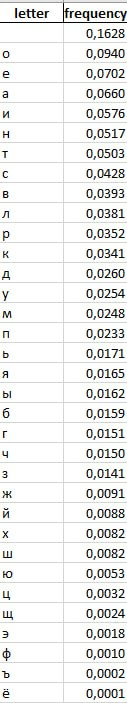 letter frequency
0,1628
о 0,0940
е 0,0702
а 0,0660
и 0,0576
н 0,0517
т 0,0503
с 0,0428
в 0,0393
л 0,0381
р 0,0352
к 0,0341
д 0,0260
у 0,0254
м 0,0248
п 0,0233
ь 0,0171
я 0,0165
ы 0,0162
б 0,0159
г 0,0151
ч 0,0150
з 0,0141
ж 0,0091
й 0,0088
х 0,0082
ш 0,0082
ю 0,0053
ц 0,0032
щ 0,0024
э 0,0018
ф 0,0010
ъ 0,0002
ё 0,0001